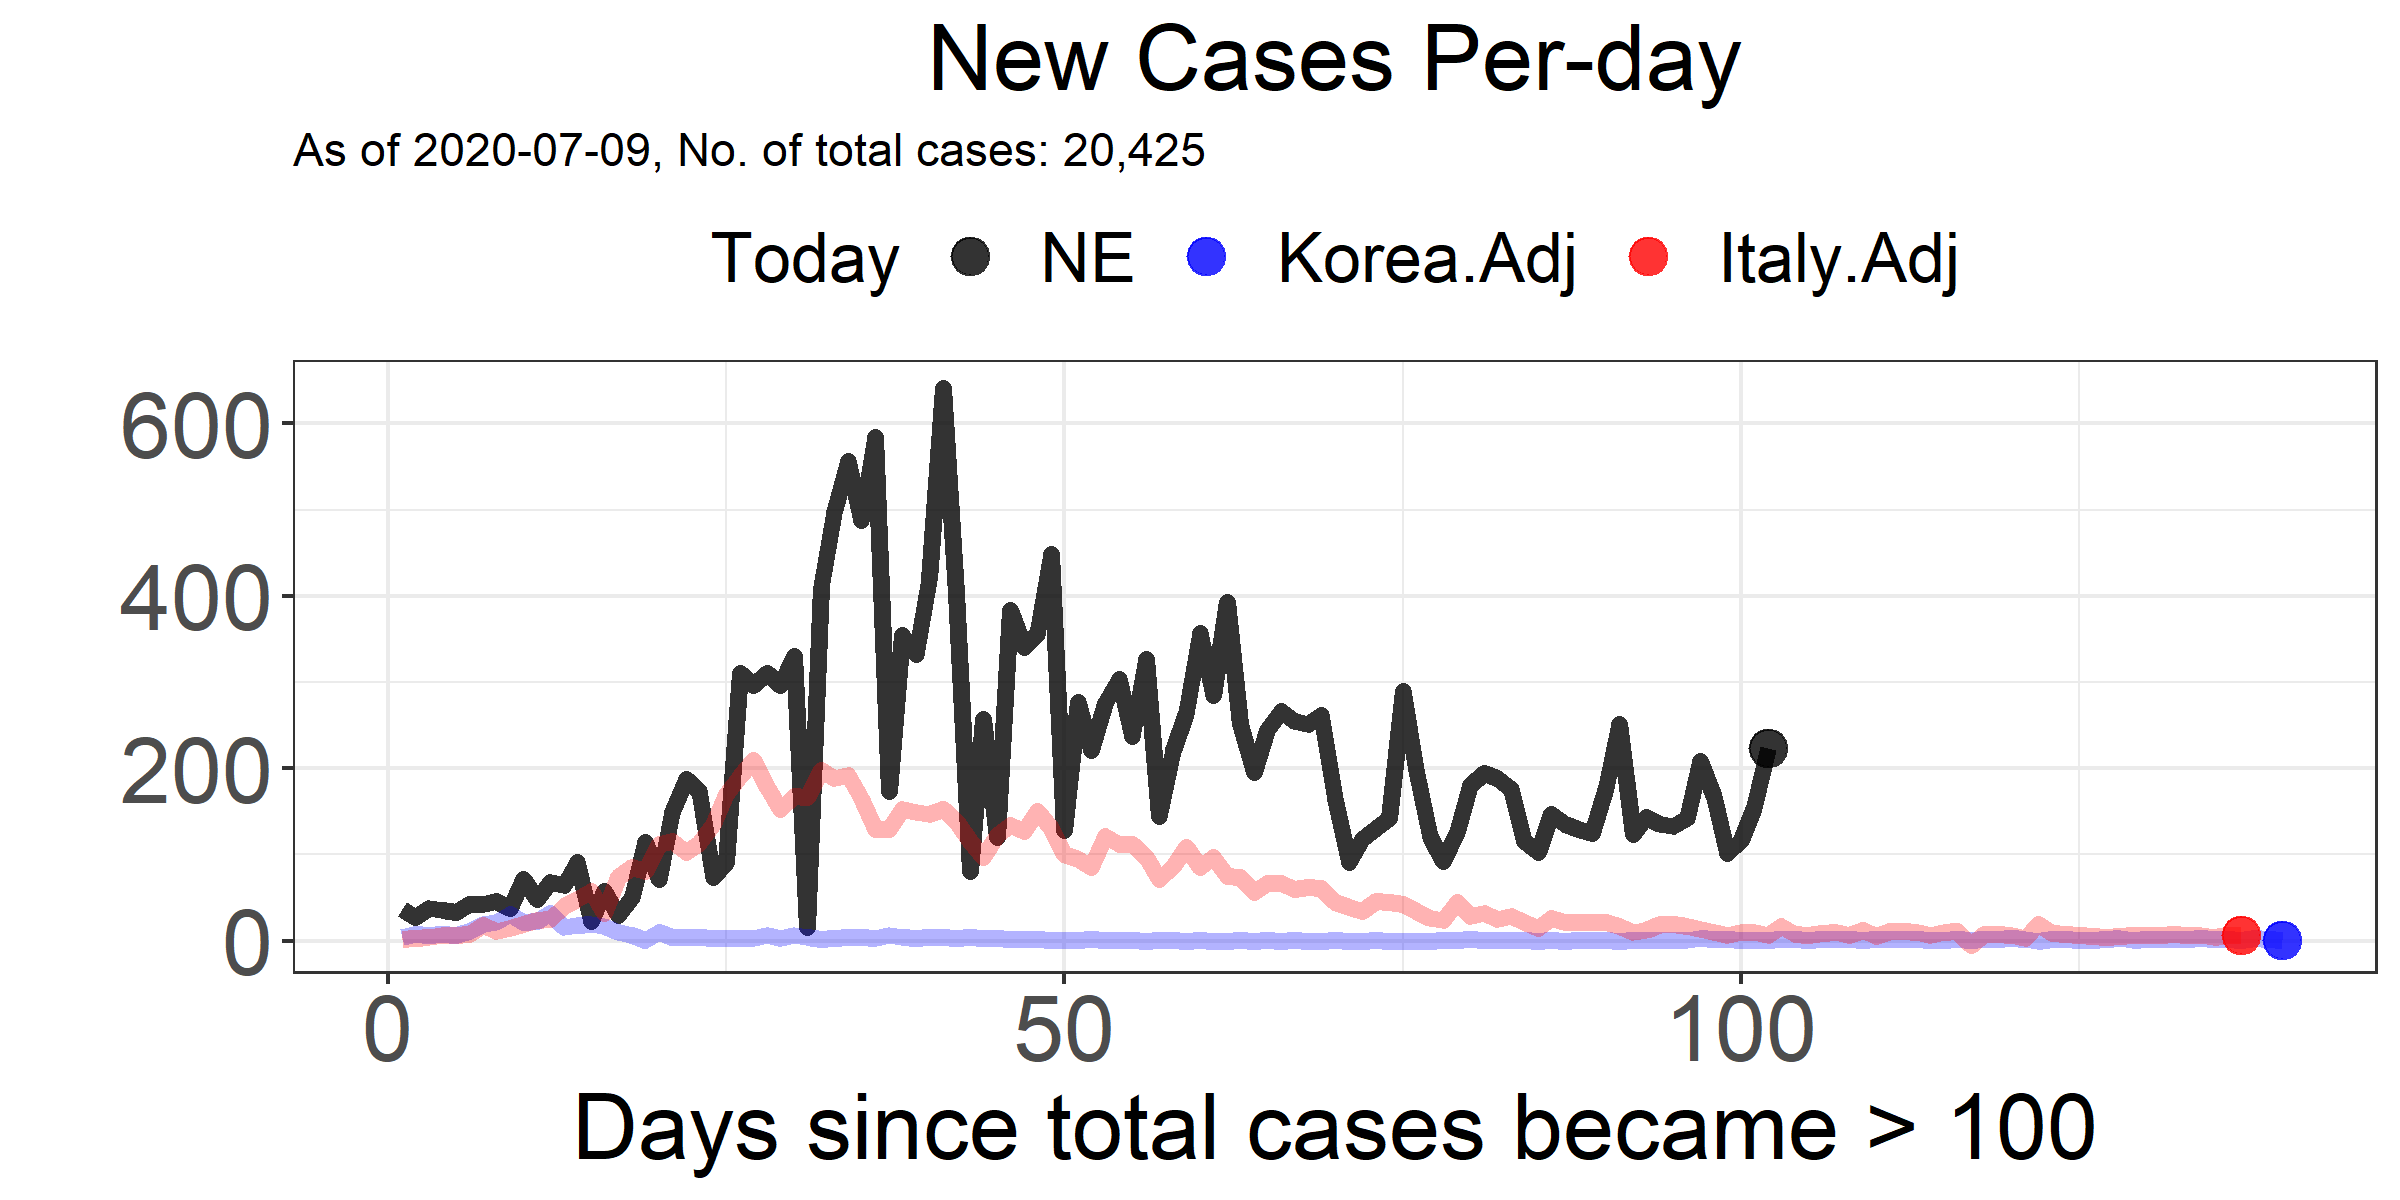 New Cases Per-day
As of 2020-07-09, No. of total cases: 20,425
Today NE Korea.Adj Italy.Adj
600
400
200
0
0 50 100
Days since total cases became > 100